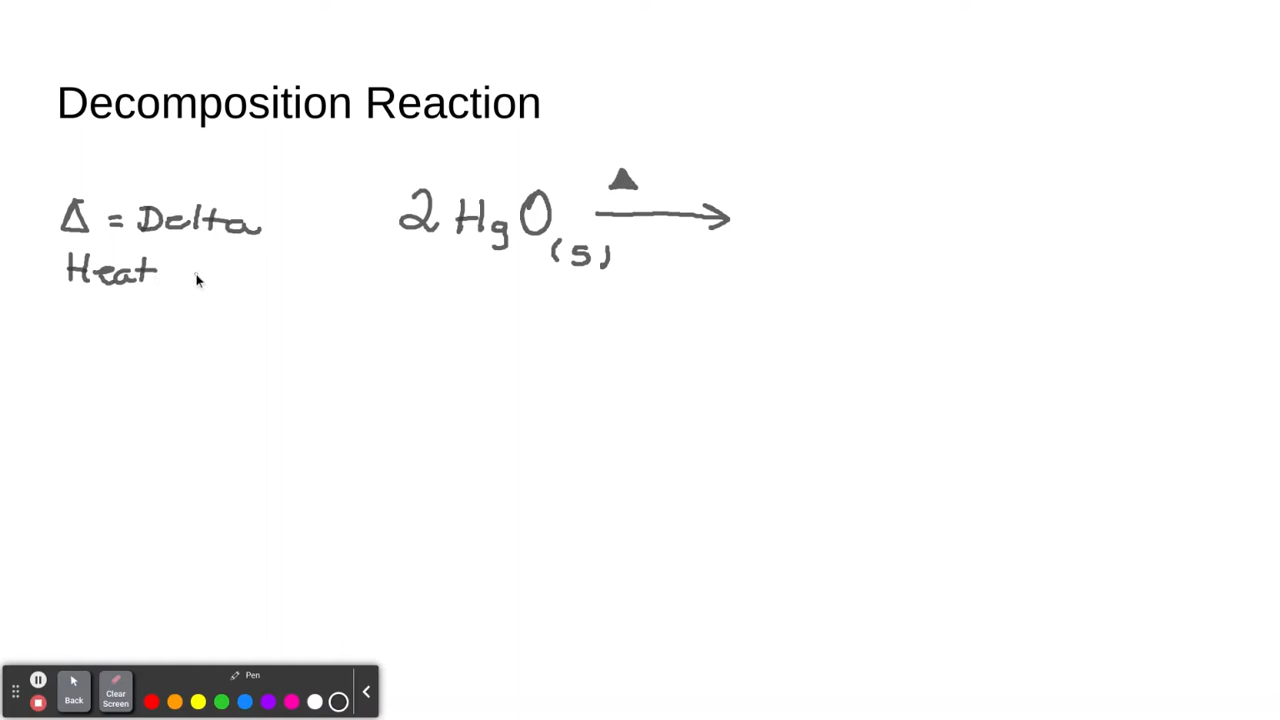 Decomposition Reaction
Δ = Delta
Heat
2 HgO(s)
Pen
Back
Clear
Screen